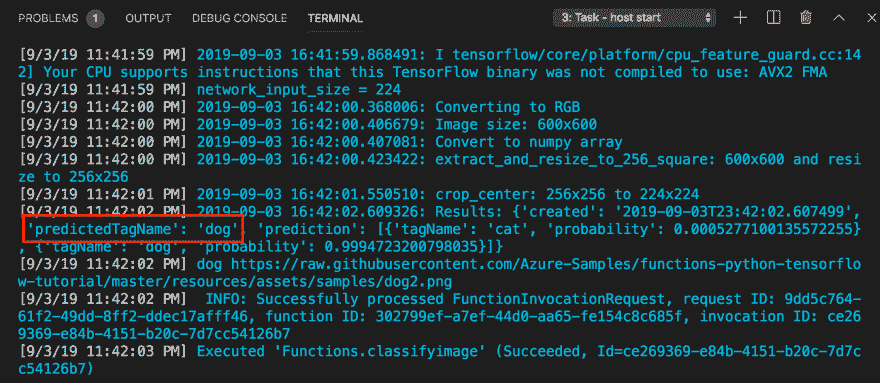 PROBLEMS 1 OUTPUT DEBUG CONSOLE TERMINAL 3: Task - host start
[9/3/19 11:41:59 PM] 2019-09-03 16:41:59.868491: I tensorflow/core/platform/cpu_feature_guard.cc:14
2] Your CPU supports instructions that this TensorFlow binary was not compiled to use: AVX2 FMA
[9/3/19 11:41:59 PM] network_input_size = 224
[9/3/19 11:42:00 PM] 2019-09-03 16:42:00.368006: Converting to RGB
[9/3/19 11:42:00 PM] 2019-09-03 16:42:00.406679: Image size: 600x600
[9/3/19 11:42:00 PM] 2019-09-03 16:42:00.407081: Convert to numpy array
[9/3/19 11:42:00 PM] 2019-09-03 16:42:00.423422: extract_and_resize_to_256_square: 600x600 and resi
ze to 256x256
[9/3/19 11:42:01 PM] 2019-09-03 16:42:01.550510: crop_center: 256x256 to 224x224
[9/3/19 11:42:02 PM] 2019-09-03 16:42:02.609326: Results: {'created': '2019-09-03T23:42:02.607499',
'predictedTagName': 'dog', 'prediction': [{'tagName': 'cat', 'probability': 0.0005277100135572255}
, {'tagName': 'dog', 'probability': 0.9994723200798035}]}
[9/3/19 11:42:02 PM] dog https://raw.githubusercontent.com/Azure-Samples/functions-python-tensorflo
w-tutorial/master/resources/assets/samples/dog2.png
[9/3/19 11:42:02 PM]  INFO: Successfully processed FunctionInvocationRequest, request ID: 9dd5c764-
61f2-49dd-8ff2-ddec17afff46, function ID: 302799ef-a7ef-44d0-aa65-fe154c8c685f, invocation ID: ce26
9369-e84b-4151-b20c-7d7cc54126b7
[9/3/19 11:42:03 PM] Executed 'Functions.classifyimage' (Succeeded, Id=ce269369-e84b-4151-b20c-7d7c
c54126b7)